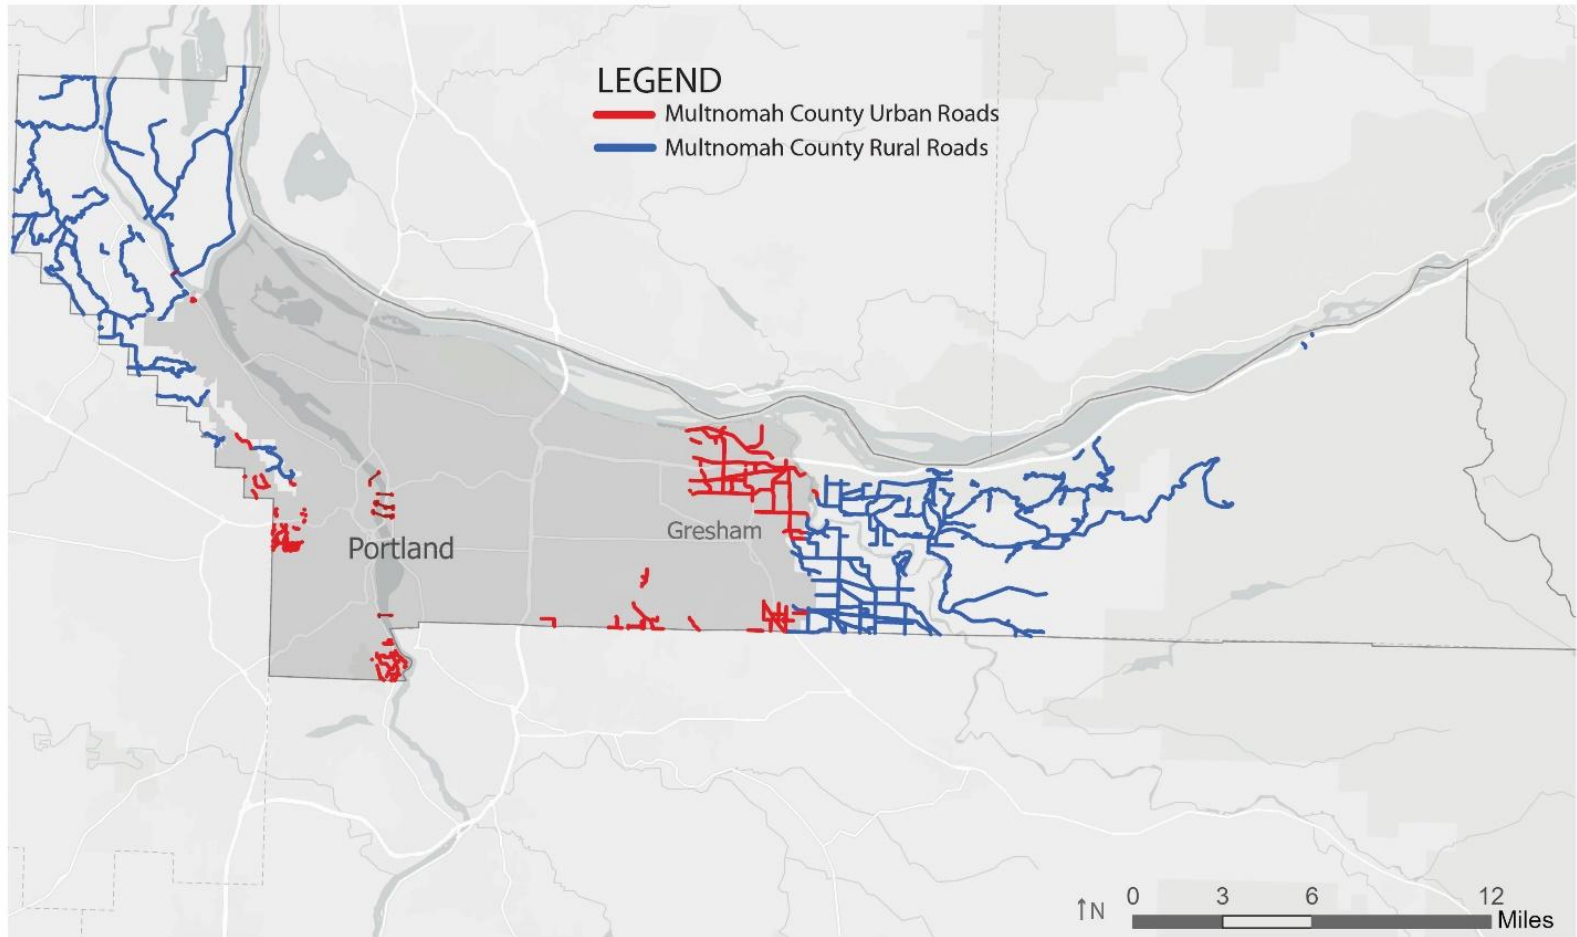 LEGEND
Multnomah County Urban Roads
Multnomah County Rural Roads
Gresham
Portland
↑N
0 3 6 12
Miles